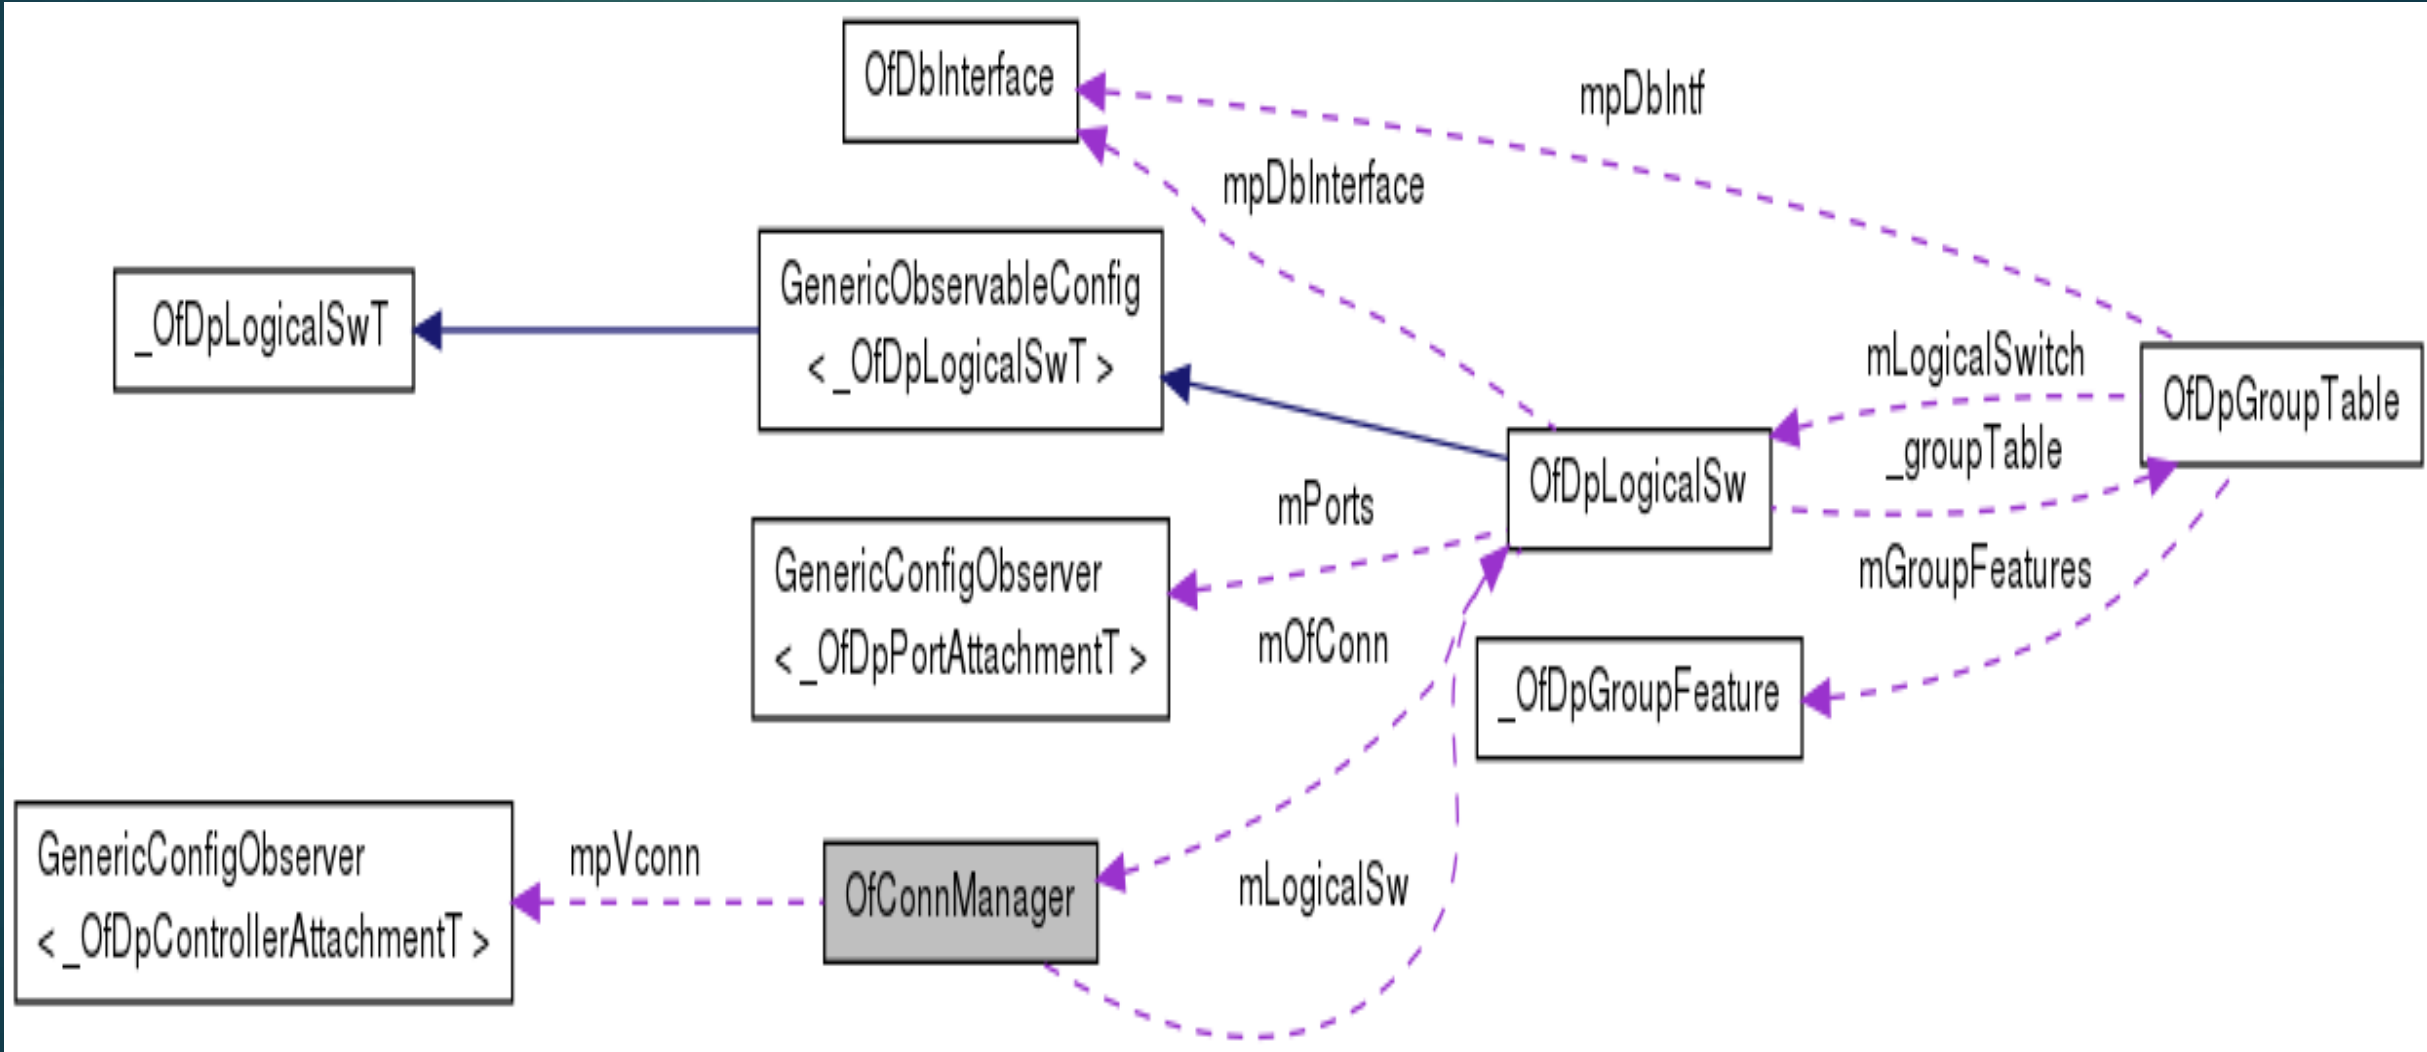 OfDbInterface
mpDbIntf
mpDbInterface
_OfDpLogicalSwT
GenericObservableConfig
< _OfDpLogicalSwT >
mLogicalSwitch
OfDpGroupTable
_groupTable
OfDpLogicalSw
mPorts
GenericConfigObserver
< _OfDpPortAttachmentT >
mGroupFeatures
mOfConn
_OfDpGroupFeature
GenericConfigObserver
< _OfDpControllerAttachmentT >
mpVconn
OfConnManager
mLogicalSw